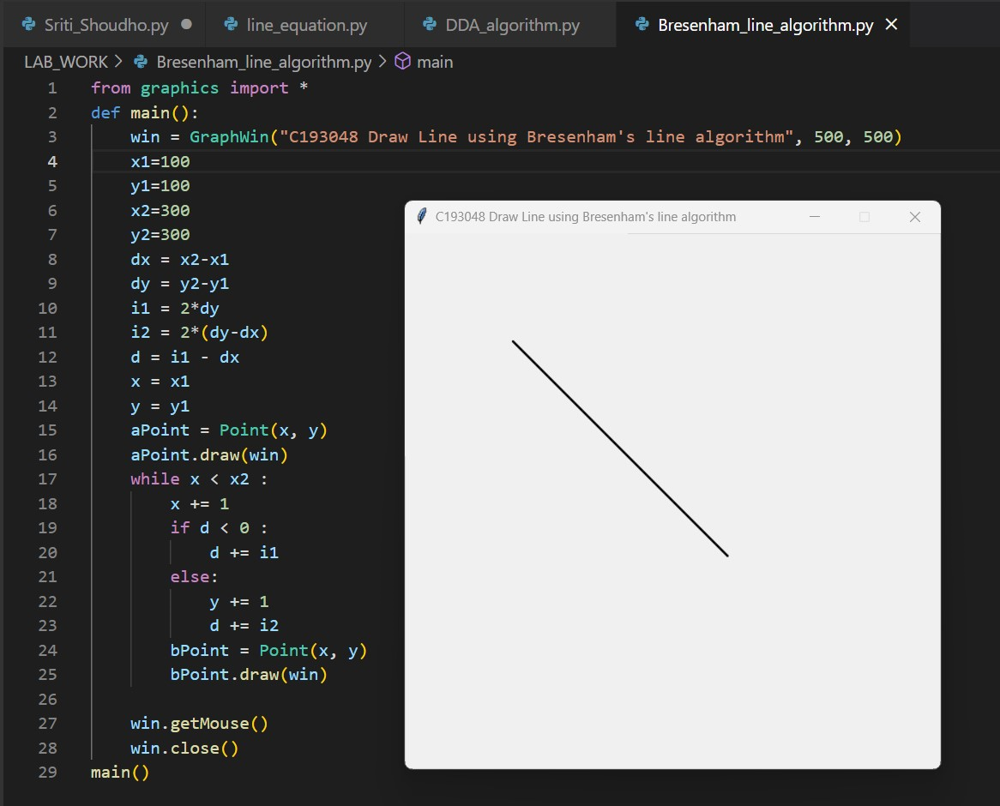 Sriti_Shoudho.py line_equation.py DDA_algorithm.py Bresenham_line_algorithm.py
LAB_WORK > Bresenham_line_algorithm.py > main
1 from graphics import *
2 def main():
3     win = GraphWin("C193048 Draw Line using Bresenham's line algorithm", 500, 500)
4     x1=100
5     y1=100
6     x2=300
7     y2=300
8     dx = x2-x1
9     dy = y2-y1
10     i1 = 2*dy
11     i2 = 2*(dy-dx)
12     d = i1 - dx
13     x = x1
14     y = y1
15     aPoint = Point(x, y)
16     aPoint.draw(win)
17     while x < x2 :
18         x += 1
19         if d < 0 :
20             d += i1
21         else:
22             y += 1
23             d += i2
24         bPoint = Point(x, y)
25         bPoint.draw(win)
26
27     win.getMouse()
28     win.close()
29 main()
C193048 Draw Line using Bresenham's line algorithm